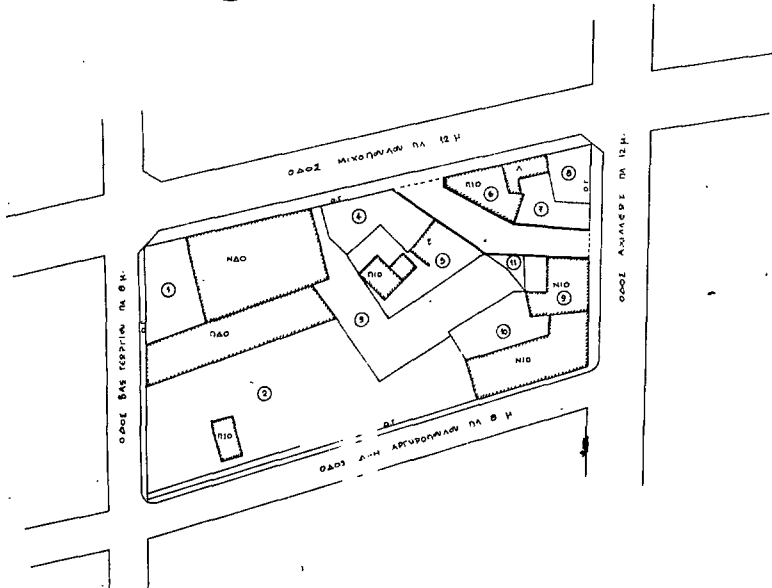 ΟΔΟΣ ΜΙΧΟΠΟΥΛΟΥ ΠΛ 12 Μ
ΟΔΟΣ ΑΧΙΛΛΕΩΣ ΠΛ 12 Μ.
ΟΔΟΣ ΒΑΣ ΓΕΩΡΓΙΟΥ ΠΛ 8 Μ.
ΟΔΟΣ ΑΡΓΥΡΟΠΟΥΛΟΥ ΠΛ 8 Μ
Ο.Γ
8
Λ
ΠΙΟ
6
7
Ο.Γ
4
ΝΔΟ
Σ
5
11
ΠΙΟ
1
ΝΙΟ
9
3
Ο.Γ
ΠΔΟ
10
ΝΙΟ
2
Ο.Γ
ΠΙΟ